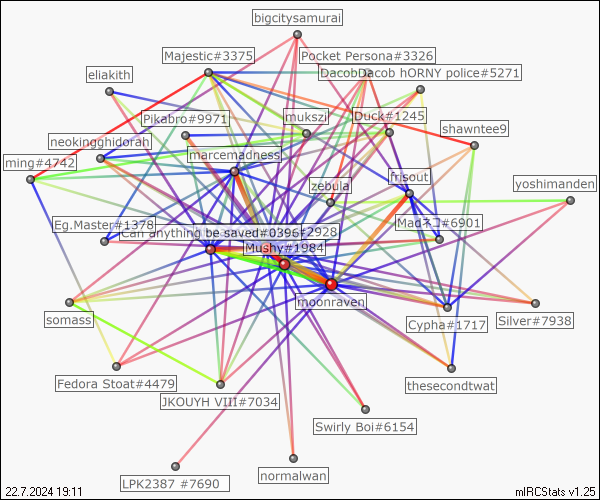 bigcitysamurai
Majestic#3375
Pocket Persona#3326
eliakith
DacobDacob hORNY police#5271
Pikabro#9971
mukszi
Duck#1245
shawntee9
neokingghidorah
ming#4742
marcemadness
frisout
zebula
yoshimanden
Eg.Master#1378
Can anything be saved#0396
#2928
Madネコ#6901
Mushy#1984
moonraven
somass
Cypha#1717
Silver#7938
Fedora Stoat#4479
thesecondtwat
JKOUYH VIII#7034
Swirly Boi#6154
LPK2387 #7690
normalwan
22.7.2024 19:11
mIRCStats v1.25